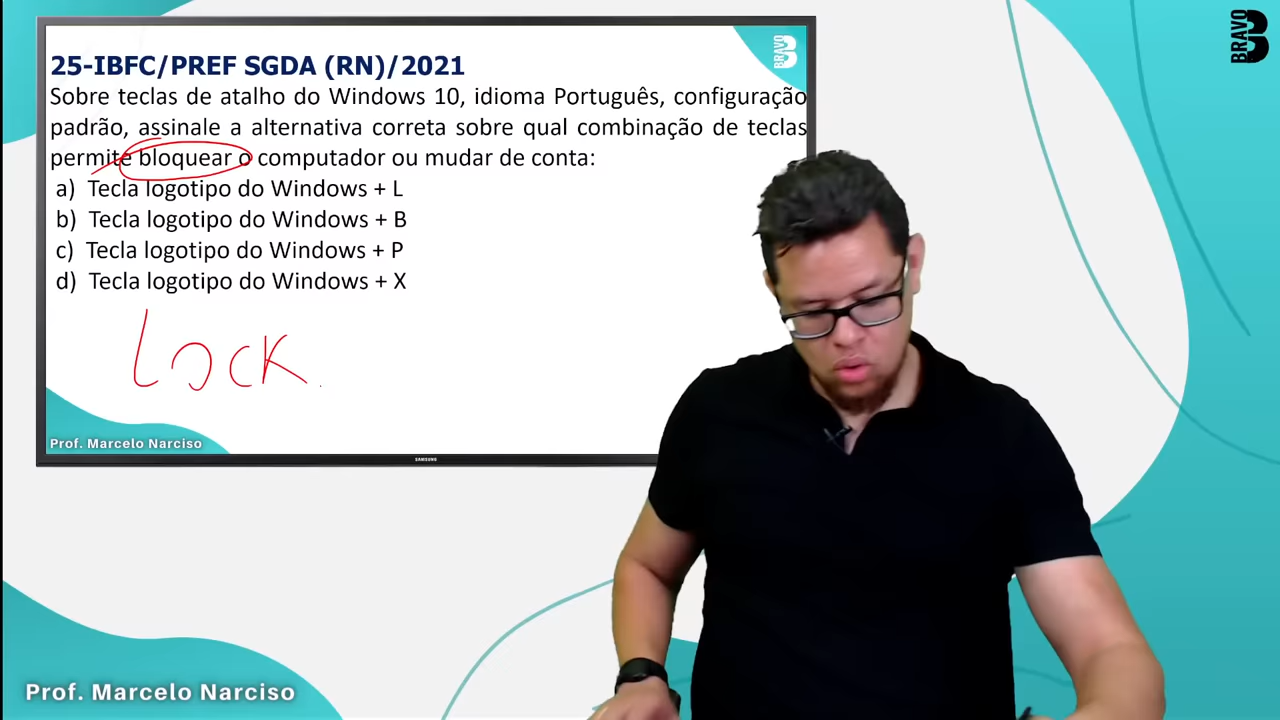 25-IBFC/PREF SGDA (RN)/2021
Sobre teclas de atalho do Windows 10, idioma Português, configuração
padrão, assinale a alternativa correta sobre qual combinação de teclas
permite bloquear o computador ou mudar de conta:
a) Tecla logotipo do Windows + L
b) Tecla logotipo do Windows + B
c) Tecla logotipo do Windows + P
d) Tecla logotipo do Windows + X
Lock
Prof. Marcelo Narciso
SAMSUNG
Prof. Marcelo Narciso
BRAVO
BRAVO